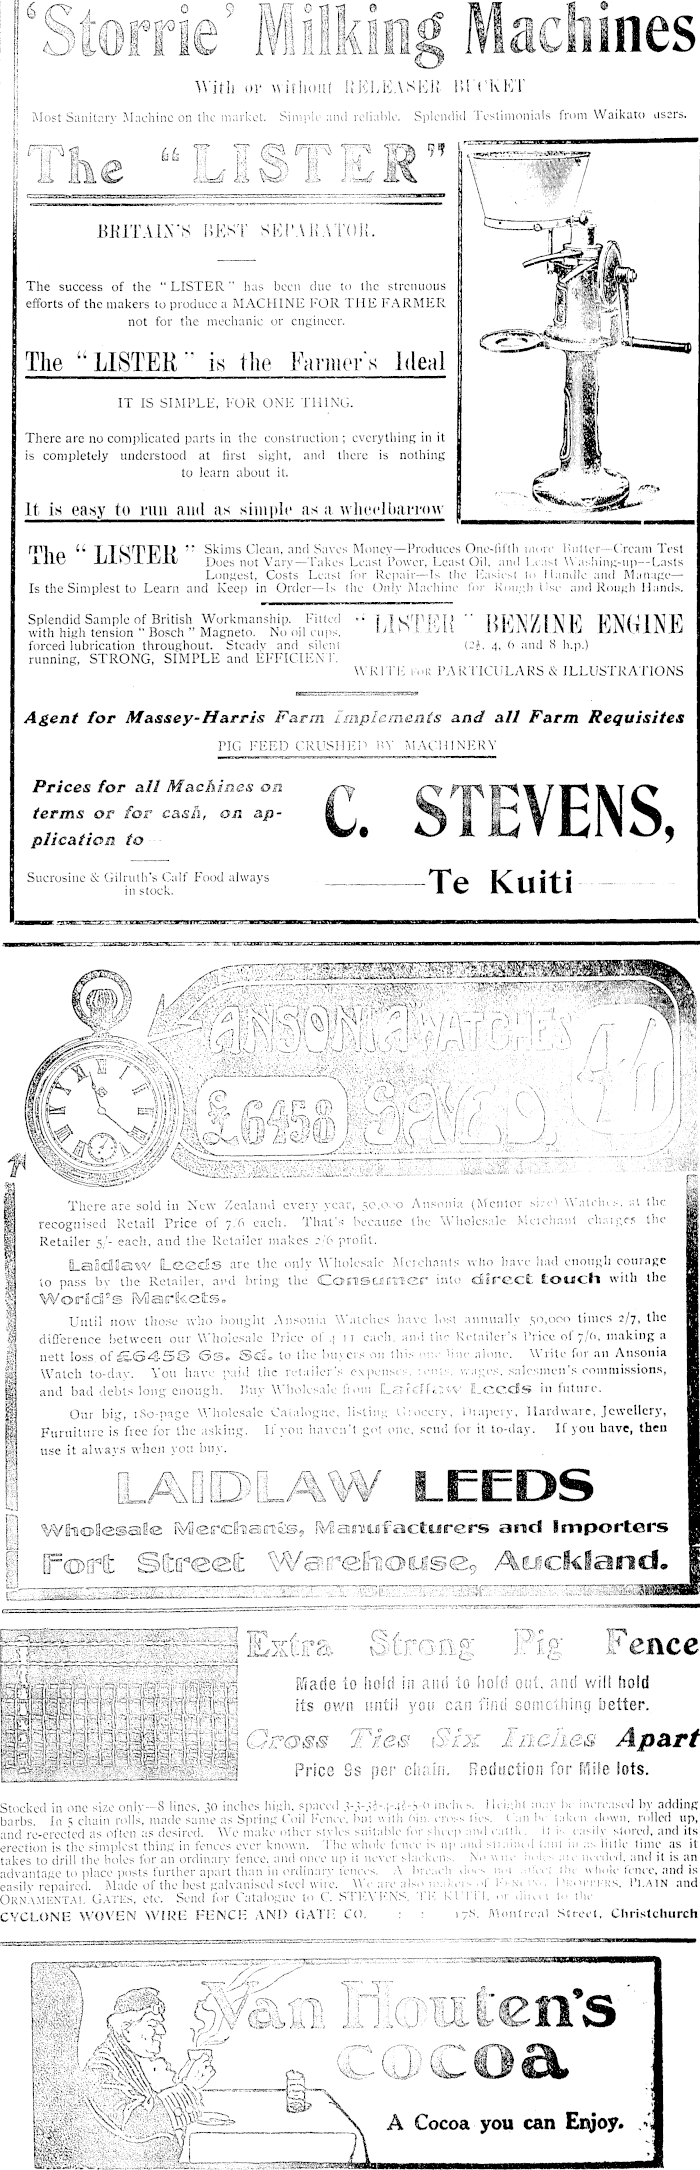 'Storrie' Milking Machines
With or without RELEASER BUCKET
Most Sanitary Machine on the market. Simple and reliable. Splendid Testimonials from Waikato users.
The "LISTER"
BRITAIN'S BEST SEPARATOR.
The success of the "LISTER" has been due to the strenuous
efforts of the makers to produce a MACHINE FOR THE FARMER
not for the mechanic or engineer.
The "LISTER" is the Farmer's Ideal
IT IS SIMPLE, FOR ONE THING.
There are no complicated parts in the construction; everything in it
is completely understood at first sight, and there is nothing
to learn about it.
It is easy to run and as simple as a wheelbarrow
The "LISTER" Skims Clean, and Saves Money—Produces One-fifth more Butter—Cream Test
Does not Vary—Takes Least Power, Least Oil, and Least Washing-up—Lasts
Longest, Costs Least for Repair—Is the Easiest to Handle and Manage—
Is the Simplest to Learn and Keep in Order—Is the Only Machine for Rough Use and Rough Hands.
Splendid Sample of British Workmanship. Fitted
with high tension "Bosch" Magneto. No oil cups,
forced lubrication throughout. Steady and silent
running, STRONG, SIMPLE and EFFICIENT.
"LISTER" BENZINE ENGINE
(2½, 4, 6 and 8 h.p.)
WRITE FOR PARTICULARS & ILLUSTRATIONS
Agent for Massey-Harris Farm Implements and all Farm Requisites
PIG FEED CRUSHED BY MACHINERY
Prices for all Machines on
terms or for cash, on ap-
plication to
Sucrosine & Gilruth's Calf Food always
in stock.
C. STEVENS,
Te Kuiti
ANSONIA WATCHES 4/11
£6458 SAVED.
There are sold in New Zealand every year, 50,000 Ansonia (Mentor size) Watches, at the
recognised Retail Price of 7/6 each. That's because the Wholesale Merchant charges the
Retailer 5/- each, and the Retailer makes 2/6 profit.
Laidlaw Leeds are the only Wholesale Merchants who have had enough courage
to pass by the Retailer, and bring the Consumer into direct touch with the
World's Markets.
Until now those who bought Ansonia Watches have lost annually 50,000 times 2/7, the
difference between our Wholesale Price of 4/11 each, and the Retailer's Price of 7/6, making a
nett loss of £6458 6s. 8d. to the buyers on this one line alone. Write for an Ansonia
Watch to-day. You have paid the retailer's expenses, rents, wages, salesmen's commissions,
and bad debts long enough. Buy Wholesale from Laidlaw Leeds in future.
Our big, 180-page Wholesale Catalogue, listing Grocery, Drapery, Hardware, Jewellery,
Furniture is free for the asking. If you haven't got one, send for it to-day. If you have, then
use it always when you buy.
LAIDLAW LEEDS
Wholesale Merchants, Manufacturers and Importers
Fort Street Warehouse, Auckland.
Extra Strong Pig Fence
Made to hold in and to hold out, and will hold
its own until you can find something better.
Cross Ties Six Inches Apart
Price 9s per chain. Reduction for Mile lots.
Stocked in one size only—8 lines, 30 inches high, spaced 3-3-3½-4-4½-5-6 inches. Height may be increased by adding
barbs. In 5 chain rolls, made same as Spring Coil Fence, but with firm cross ties. Can be taken down, rolled up,
and re-erected as often as desired. We make other styles suitable for sheep and cattle. It is easily stored, and its
erection is the simplest thing in fences ever known. The whole fence is up and strained taut in as little time as it
takes to drill the holes for an ordinary fence, and once up it never slackens. No wire holes are needed, and it is an
advantage to place posts further apart than in ordinary fences. A breach does not affect the whole fence, and is
easily repaired. Made of the best galvanised steel wire. We are also makers of FENCING DROPPERS, PLAIN and
ORNAMENTAL GATES, etc. Send for Catalogue to C. STEVENS, TE KUITI, or direct to the
CYCLONE WOVEN WIRE FENCE AND GATE CO. : : 178, Montreal Street, Christchurch
Van Houten's
cocoa
A Cocoa you can Enjoy.